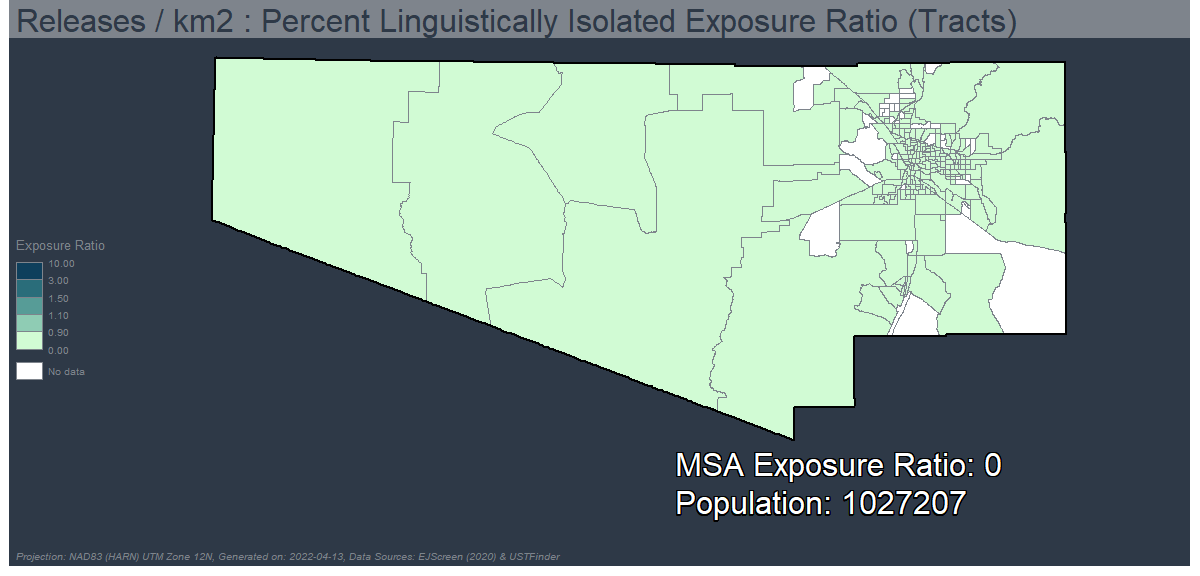 Releases / km2 : Percent Linguistically Isolated Exposure Ratio (Tracts)
Exposure Ratio
10.00
3.00
1.50
1.10
0.90
0.00
No data
MSA Exposure Ratio: 0
Population: 1027207
Projection: NAD83 (HARN) UTM Zone 12N, Generated on: 2022-04-13, Data Sources: EJScreen (2020) & USTFinder